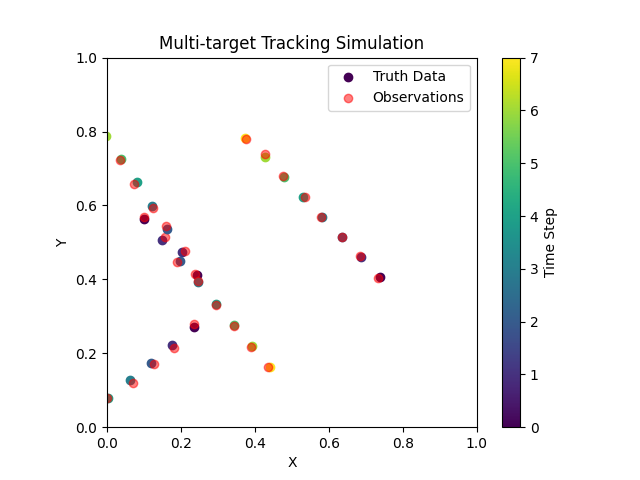 Multi-target Tracking Simulation
Truth Data
Observations
1.0
0.8
0.6
0.4
0.2
0.0
Y
0.0 0.2 0.4 0.6 0.8 1.0
X
7
6
5
4
3
2
1
0
Time Step